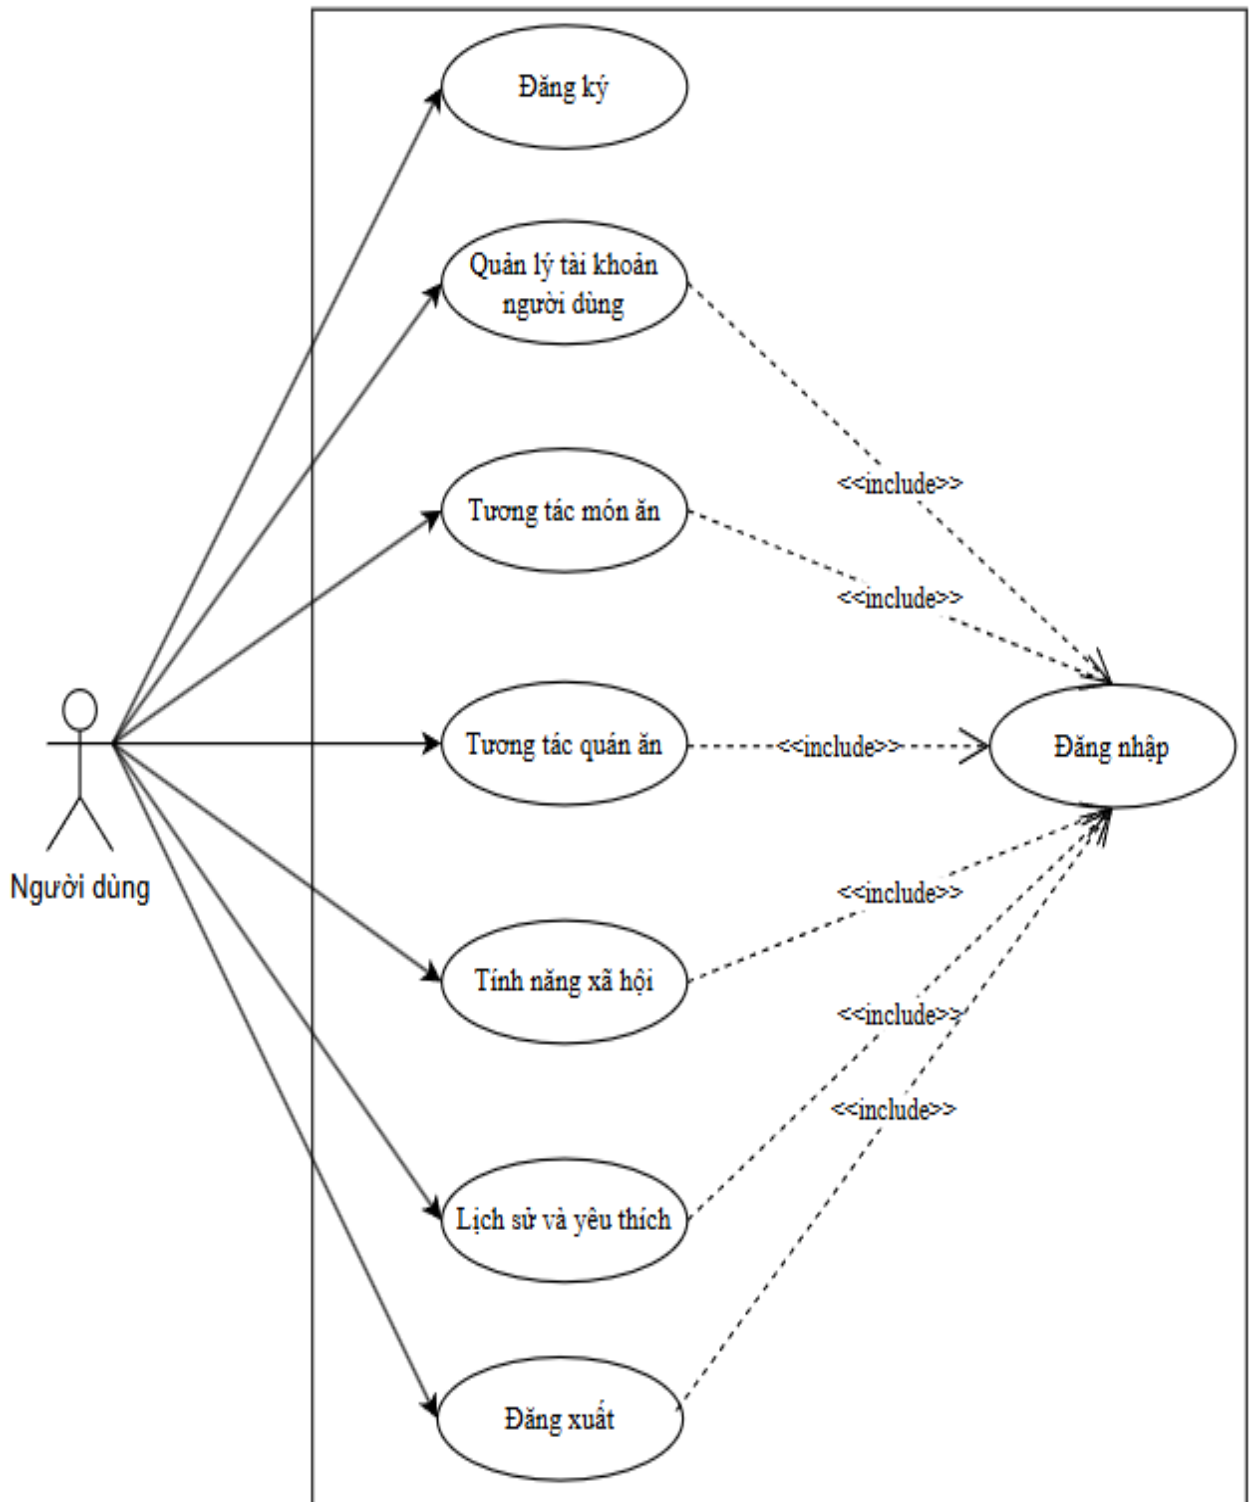 Đăng ký
Quản lý tài khoản
người dùng
<<include>>
Tương tác món ăn
<<include>>
Tương tác quán ăn
<<include>>
Đăng nhập
Người dùng
<<include>>
Tính năng xã hội
<<include>>
<<include>>
Lịch sử và yêu thích
Đăng xuất